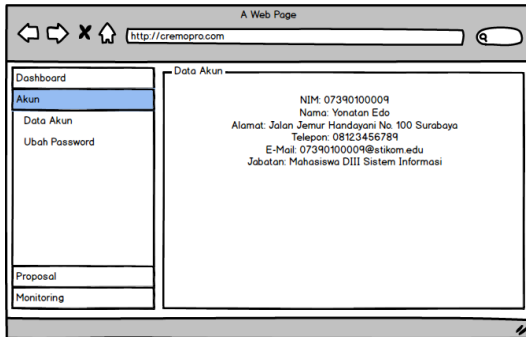 A Web Page
http://cremopro.com
Dashboard
Akun
Data Akun
Ubah Password
Proposal
Monitoring
Data Akun
NIM: 07390100009
Nama: Yonatan Edo
Alamat: Jalan Jemur Handayani No. 100 Surabaya
Telepon: 08123456789
E-Mail: 07390100009@stikom.edu
Jabatan: Mahasiswa DIII Sistem Informasi